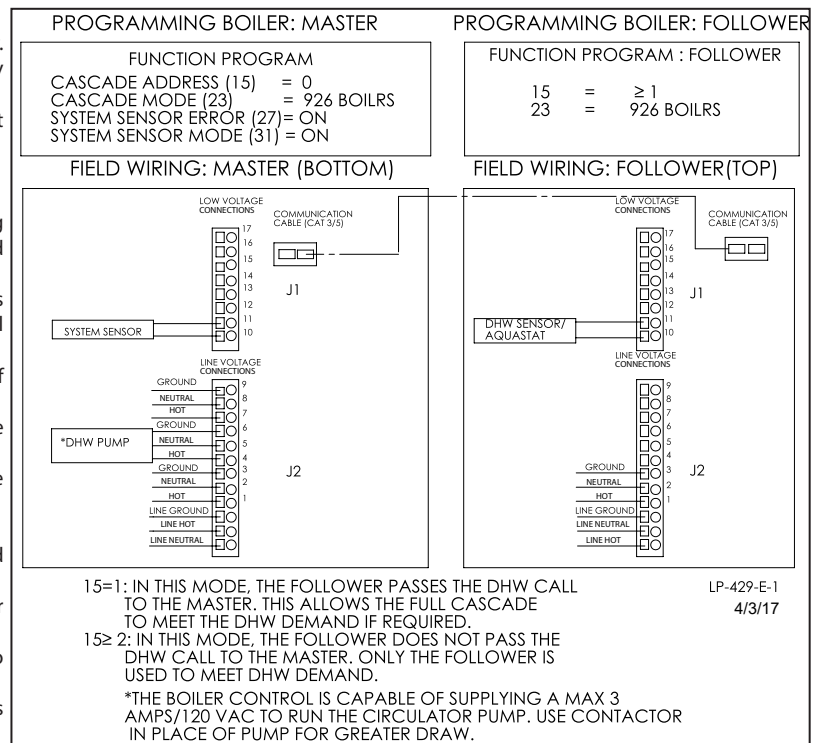 PROGRAMMING BOILER: MASTER
FUNCTION PROGRAM
CASCADE ADDRESS (15) = 0
CASCADE MODE (23) = 926 BOILRS
SYSTEM SENSOR ERROR (27)= ON
SYSTEM SENSOR MODE (31) = ON
PROGRAMMING BOILER: FOLLOWER
FUNCTION PROGRAM : FOLLOWER
15 = ≥ 1
23 = 926 BOILRS
FIELD WIRING: MASTER (BOTTOM)
LOW VOLTAGE
CONNECTIONS
COMMUNICATION
CABLE (CAT 3/5)
17
16
15
14
13
12
11
10
J1
SYSTEM SENSOR
LINE VOLTAGE
CONNECTIONS
GROUND
NEUTRAL
HOT
GROUND
NEUTRAL
HOT
GROUND
NEUTRAL
HOT
LINE GROUND
LINE HOT
LINE NEUTRAL
*DHW PUMP
9
8
7
6
5
4
3
2
1
J2
FIELD WIRING: FOLLOWER(TOP)
LOW VOLTAGE
CONNECTIONS
COMMUNICATION
CABLE (CAT 3/5)
17
16
15
14
13
12
11
10
J1
DHW SENSOR/
AQUASTAT
LINE VOLTAGE
CONNECTIONS
9
8
7
6
5
4
3
2
1
J2
GROUND
NEUTRAL
HOT
LINE GROUND
LINE NEUTRAL
LINE HOT
15=1: IN THIS MODE, THE FOLLOWER PASSES THE DHW CALL
TO THE MASTER. THIS ALLOWS THE FULL CASCADE
TO MEET THE DHW DEMAND IF REQUIRED.
15≥ 2: IN THIS MODE, THE FOLLOWER DOES NOT PASS THE
DHW CALL TO THE MASTER. ONLY THE FOLLOWER IS
USED TO MEET DHW DEMAND.
*THE BOILER CONTROL IS CAPABLE OF SUPPLYING A MAX 3
AMPS/120 VAC TO RUN THE CIRCULATOR PUMP. USE CONTACTOR
IN PLACE OF PUMP FOR GREATER DRAW.
LP-429-E-1
4/3/17